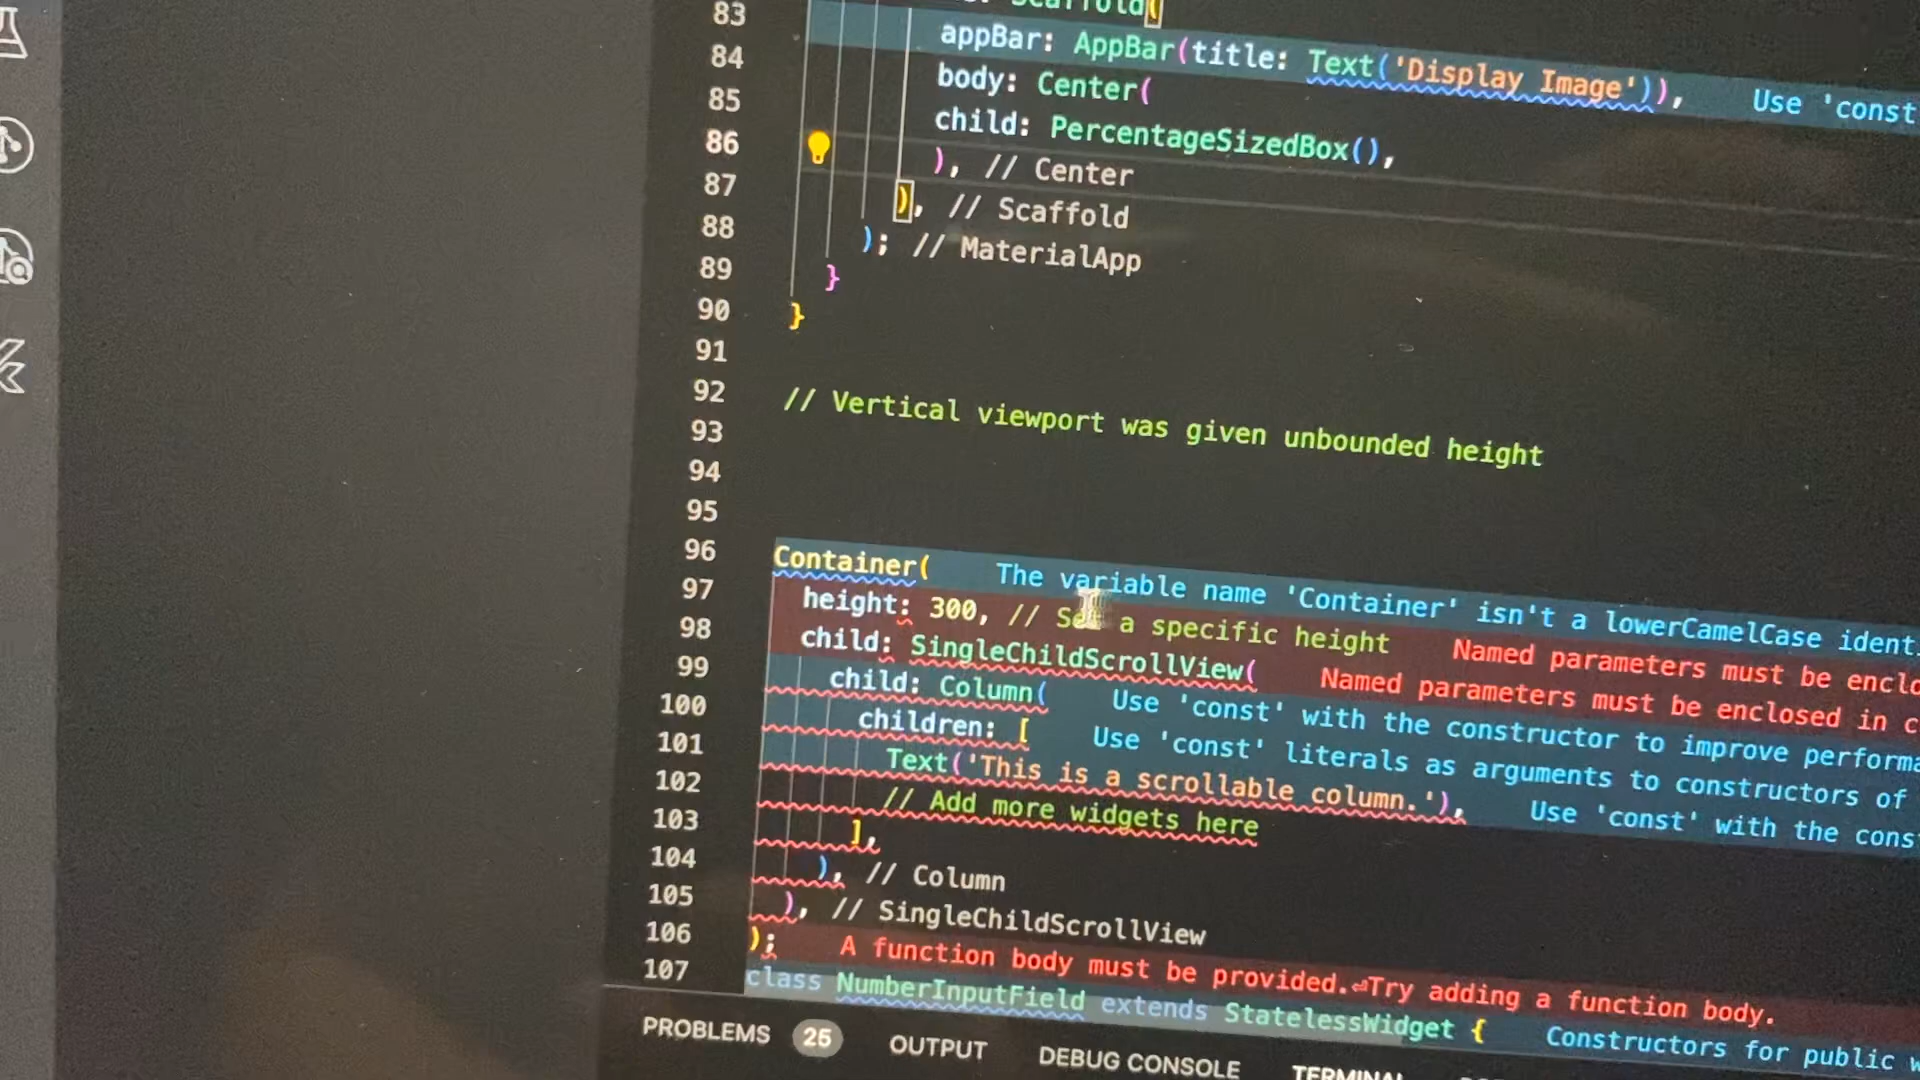 83 Scaffold(
84 appBar: AppBar(title: Text('Display Image')), Use 'const
85 body: Center(
86 child: PercentageSizedBox(),
87 ), // Center
88 ), // Scaffold
89 ); // MaterialApp
90 }
91 }
92
93 // Vertical viewport was given unbounded height
94
95
96 Container( The variable name 'Container' isn't a lowerCamelCase
97 height: 300, // Set a specific height Named parameters must be
98 child: SingleChildScrollView( Named parameters must be enclosed in
99 child: Column( Use 'const' with the constructor to improve
100 children: [ Use 'const' literals as arguments to constructors of
101 Text('This is a scrollable column.'), Use 'const' with the
102 // Add more widgets here
103 ],
104 ), // Column
105 ), // SingleChildScrollView
106 ); A function body must be provided.⏎Try adding a function body.
107 class NumberInputField extends StatelessWidget { Constructors for public
PROBLEMS 25 OUTPUT DEBUG CONSOLE TERMINAL